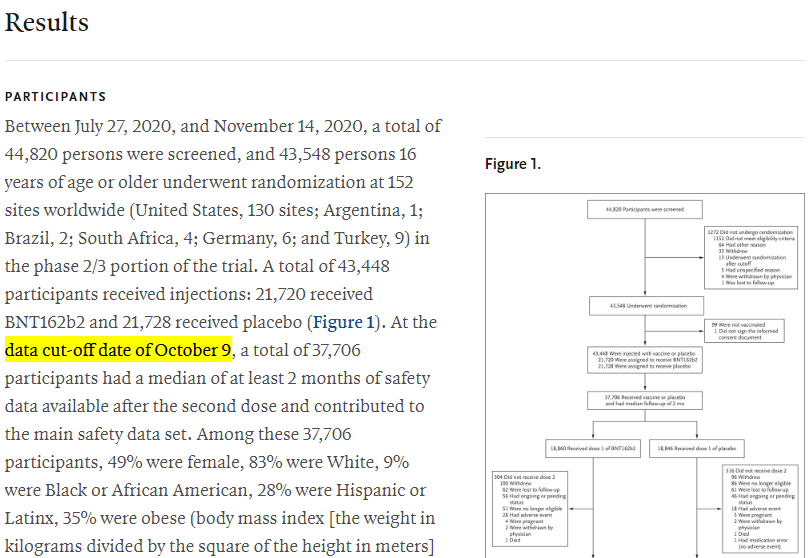 Results
PARTICIPANTS
Between July 27, 2020, and November 14, 2020, a total of
44,820 persons were screened, and 43,548 persons 16
years of age or older underwent randomization at 152
sites worldwide (United States, 130 sites; Argentina, 1;
Brazil, 2; South Africa, 4; Germany, 6; and Turkey, 9) in
the phase 2/3 portion of the trial. A total of 43,448
participants received injections: 21,720 received
BNT162b2 and 21,728 received placebo (Figure 1). At the
data cut-off date of October 9, a total of 37,706
participants had a median of at least 2 months of safety
data available after the second dose and contributed to
the main safety data set. Among these 37,706
participants, 49% were female, 83% were White, 9%
were Black or African American, 28% were Hispanic or
Latinx, 35% were obese (body mass index [the weight in
kilograms divided by the square of the height in meters]
Figure 1.
44,820 Participants were screened
1272 Did not undergo randomization
1352 Did not meet eligibility criteria
64 Had other reason
33 Withdrew
13 Underwent randomization
after cutoff
5 Had unspecified reason
4 Were withdrawn by physician
1 Was lost to follow-up
43,548 Underwent randomization
99 Were not vaccinated
1 Did not sign the informed
consent document
43,448 Were injected with vaccine or placebo
21,720 Were assigned to receive BNT162b2
21,728 Were assigned to receive placebo
37,706 Received vaccine or placebo
and had median follow-up of 2 mo
18,860 Received dose 1 of BNT162b2
18,846 Received dose 1 of placebo
304 Did not receive dose 2
100 Withdrew
62 Were lost to follow-up
56 Had ongoing or pending
status
51 Were no longer eligible
28 Had adverse event
4 Were pregnant
2 Were withdrawn by
physician
1 Died
316 Did not receive dose 2
96 Withdrew
86 Were no longer eligible
61 Were lost to follow-up
46 Had ongoing or pending
status
18 Had adverse event
5 Were pregnant
2 Were withdrawn by
physician
1 Died
1 Had medication error
(no adverse event)